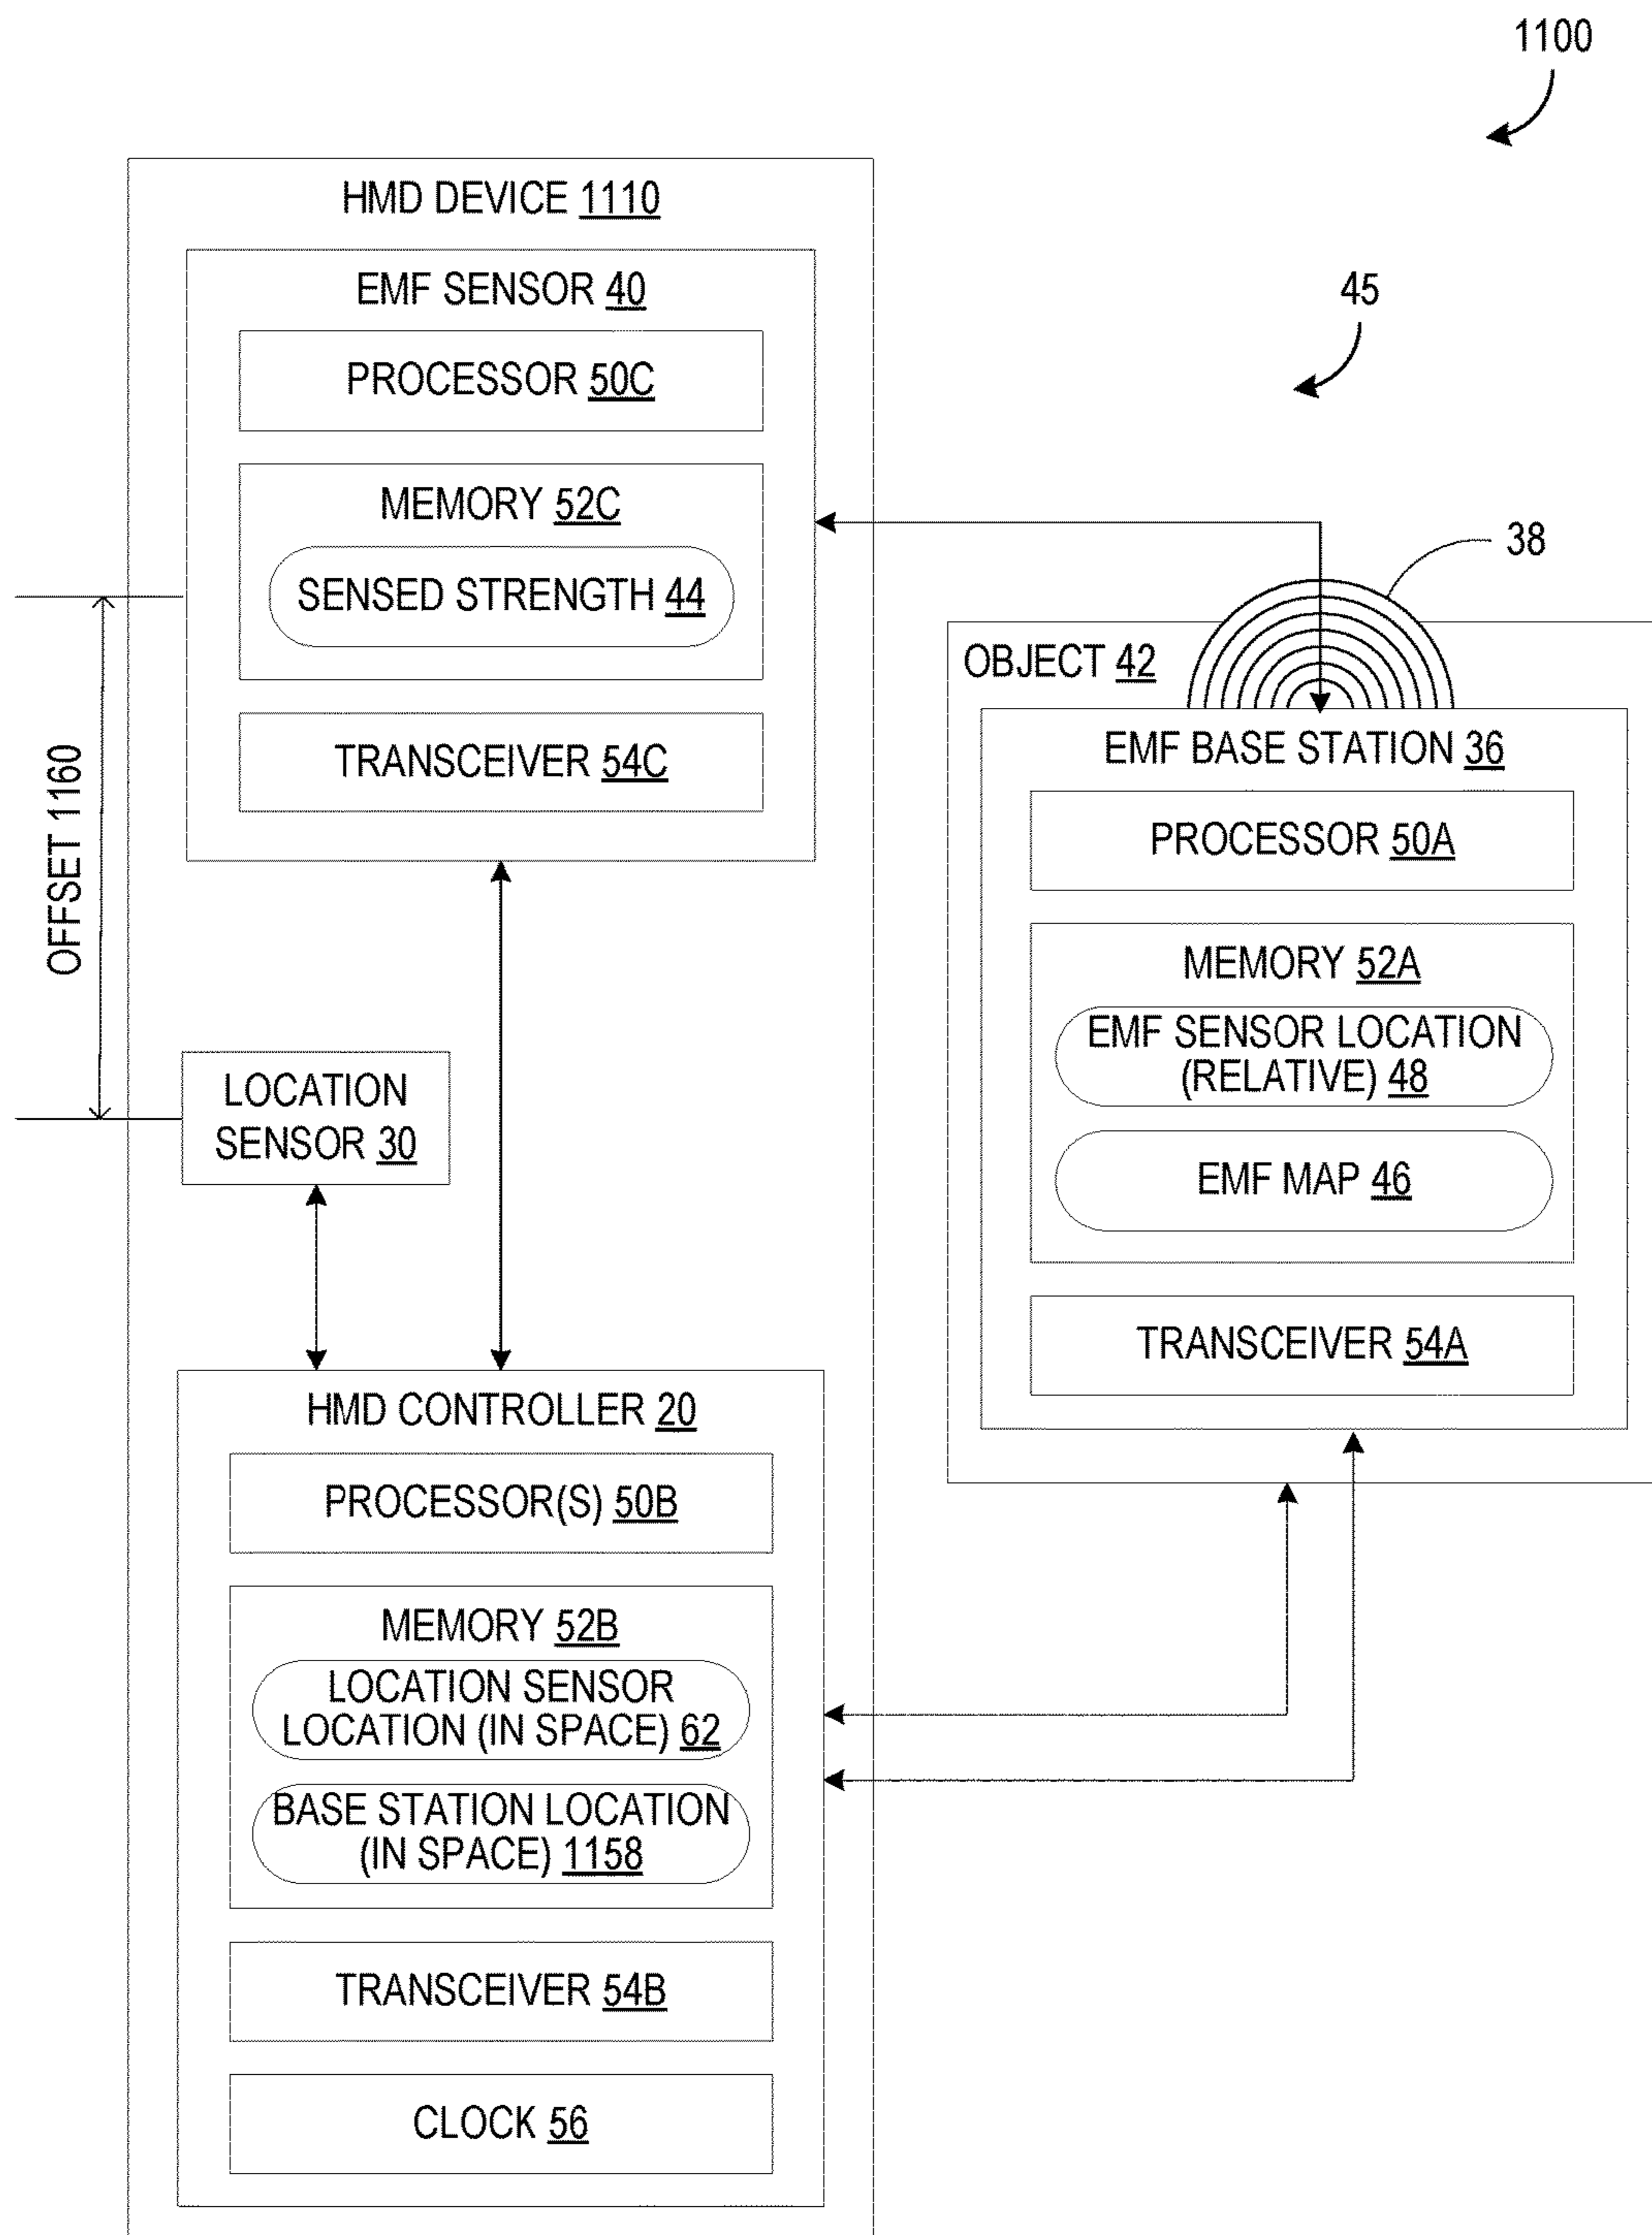 1100
HMD DEVICE 1110
EMF SENSOR 40
45
PROCESSOR 50C
MEMORY 52C
SENSED STRENGTH 44
38
TRANSCEIVER 54C
OFFSET 1160
OBJECT 42
EMF BASE STATION 36
PROCESSOR 50A
MEMORY 52A
EMF SENSOR LOCATION
(RELATIVE) 48
EMF MAP 46
TRANSCEIVER 54A
LOCATION
SENSOR 30
HMD CONTROLLER 20
PROCESSOR(S) 50B
MEMORY 52B
LOCATION SENSOR
LOCATION (IN SPACE) 62
BASE STATION LOCATION
(IN SPACE) 1158
TRANSCEIVER 54B
CLOCK 56